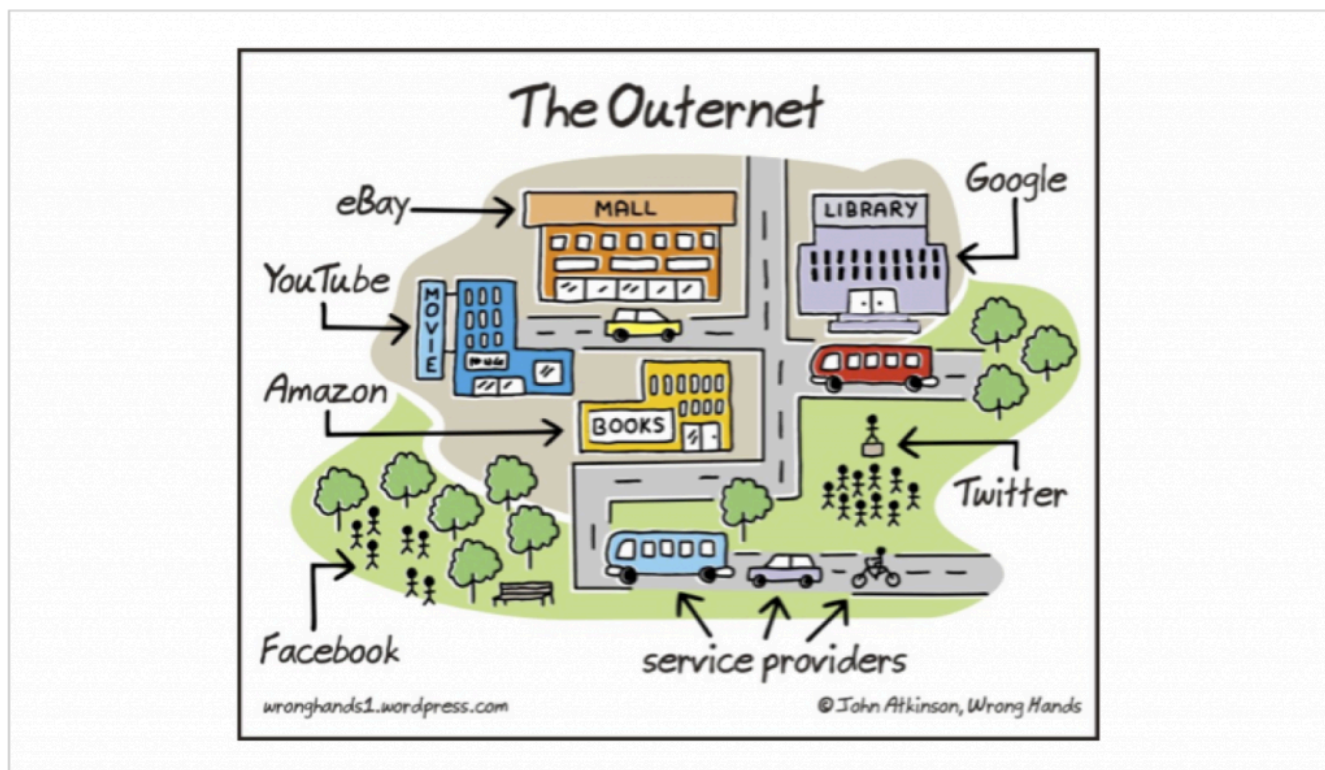 The Outernet
eBay
MALL
LIBRARY
Google
YouTube
MOVIE
Amazon
BOOKS
Twitter
Facebook
service providers
wronghands1.wordpress.com
© John Atkinson, Wrong Hands